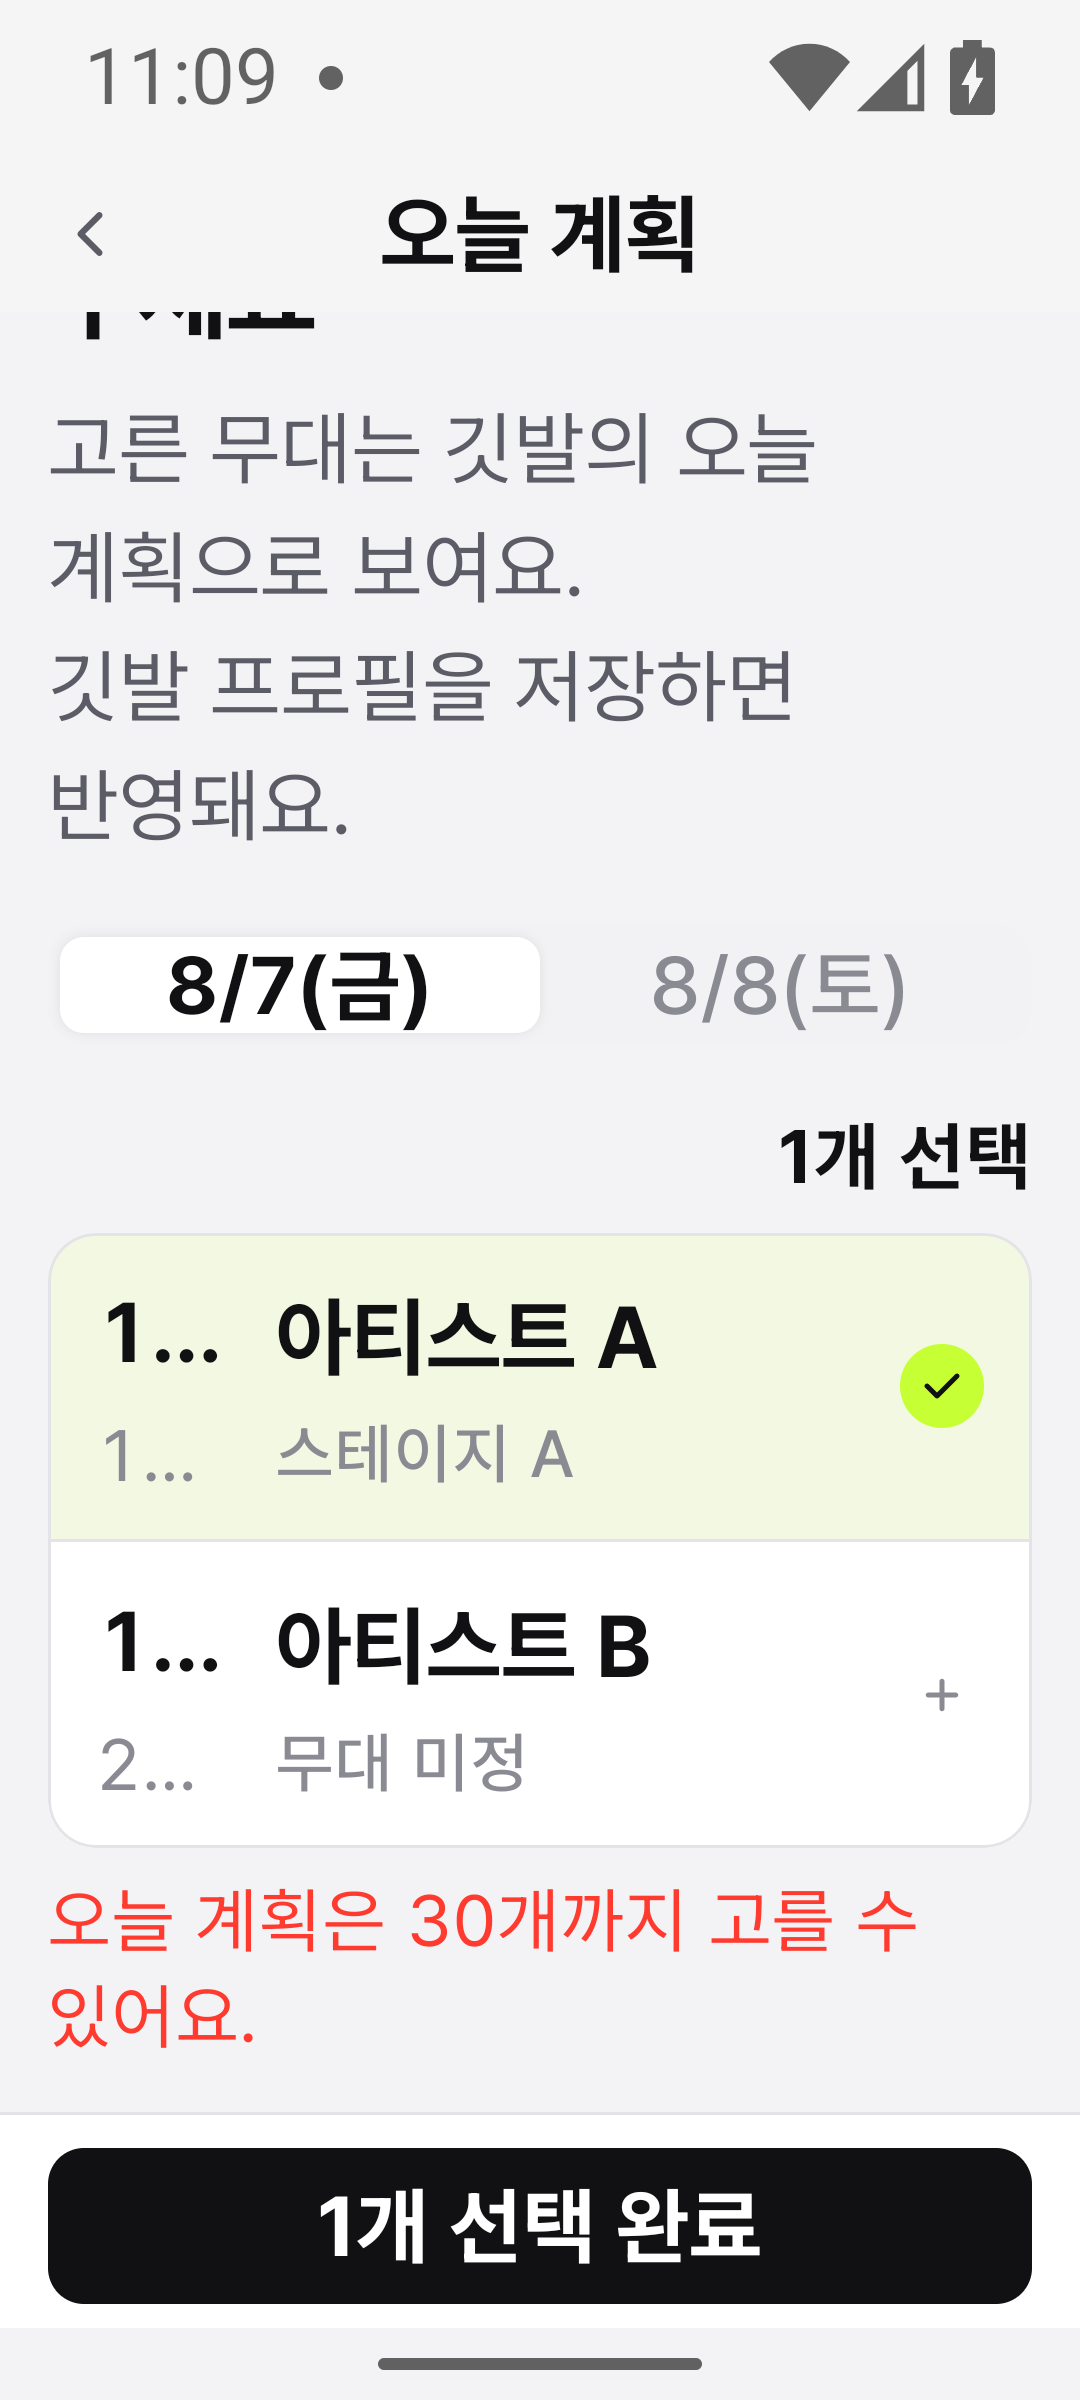 11:09
오늘 계획
고른 무대는 깃발의 오늘
계획으로 보여요.
깃발 프로필을 저장하면
반영돼요.
8/7(금) 8/8(토)
1개 선택
1... 아티스트 A
1... 스테이지 A
1... 아티스트 B
2... 무대 미정
오늘 계획은 30개까지 고를 수
있어요.
1개 선택 완료